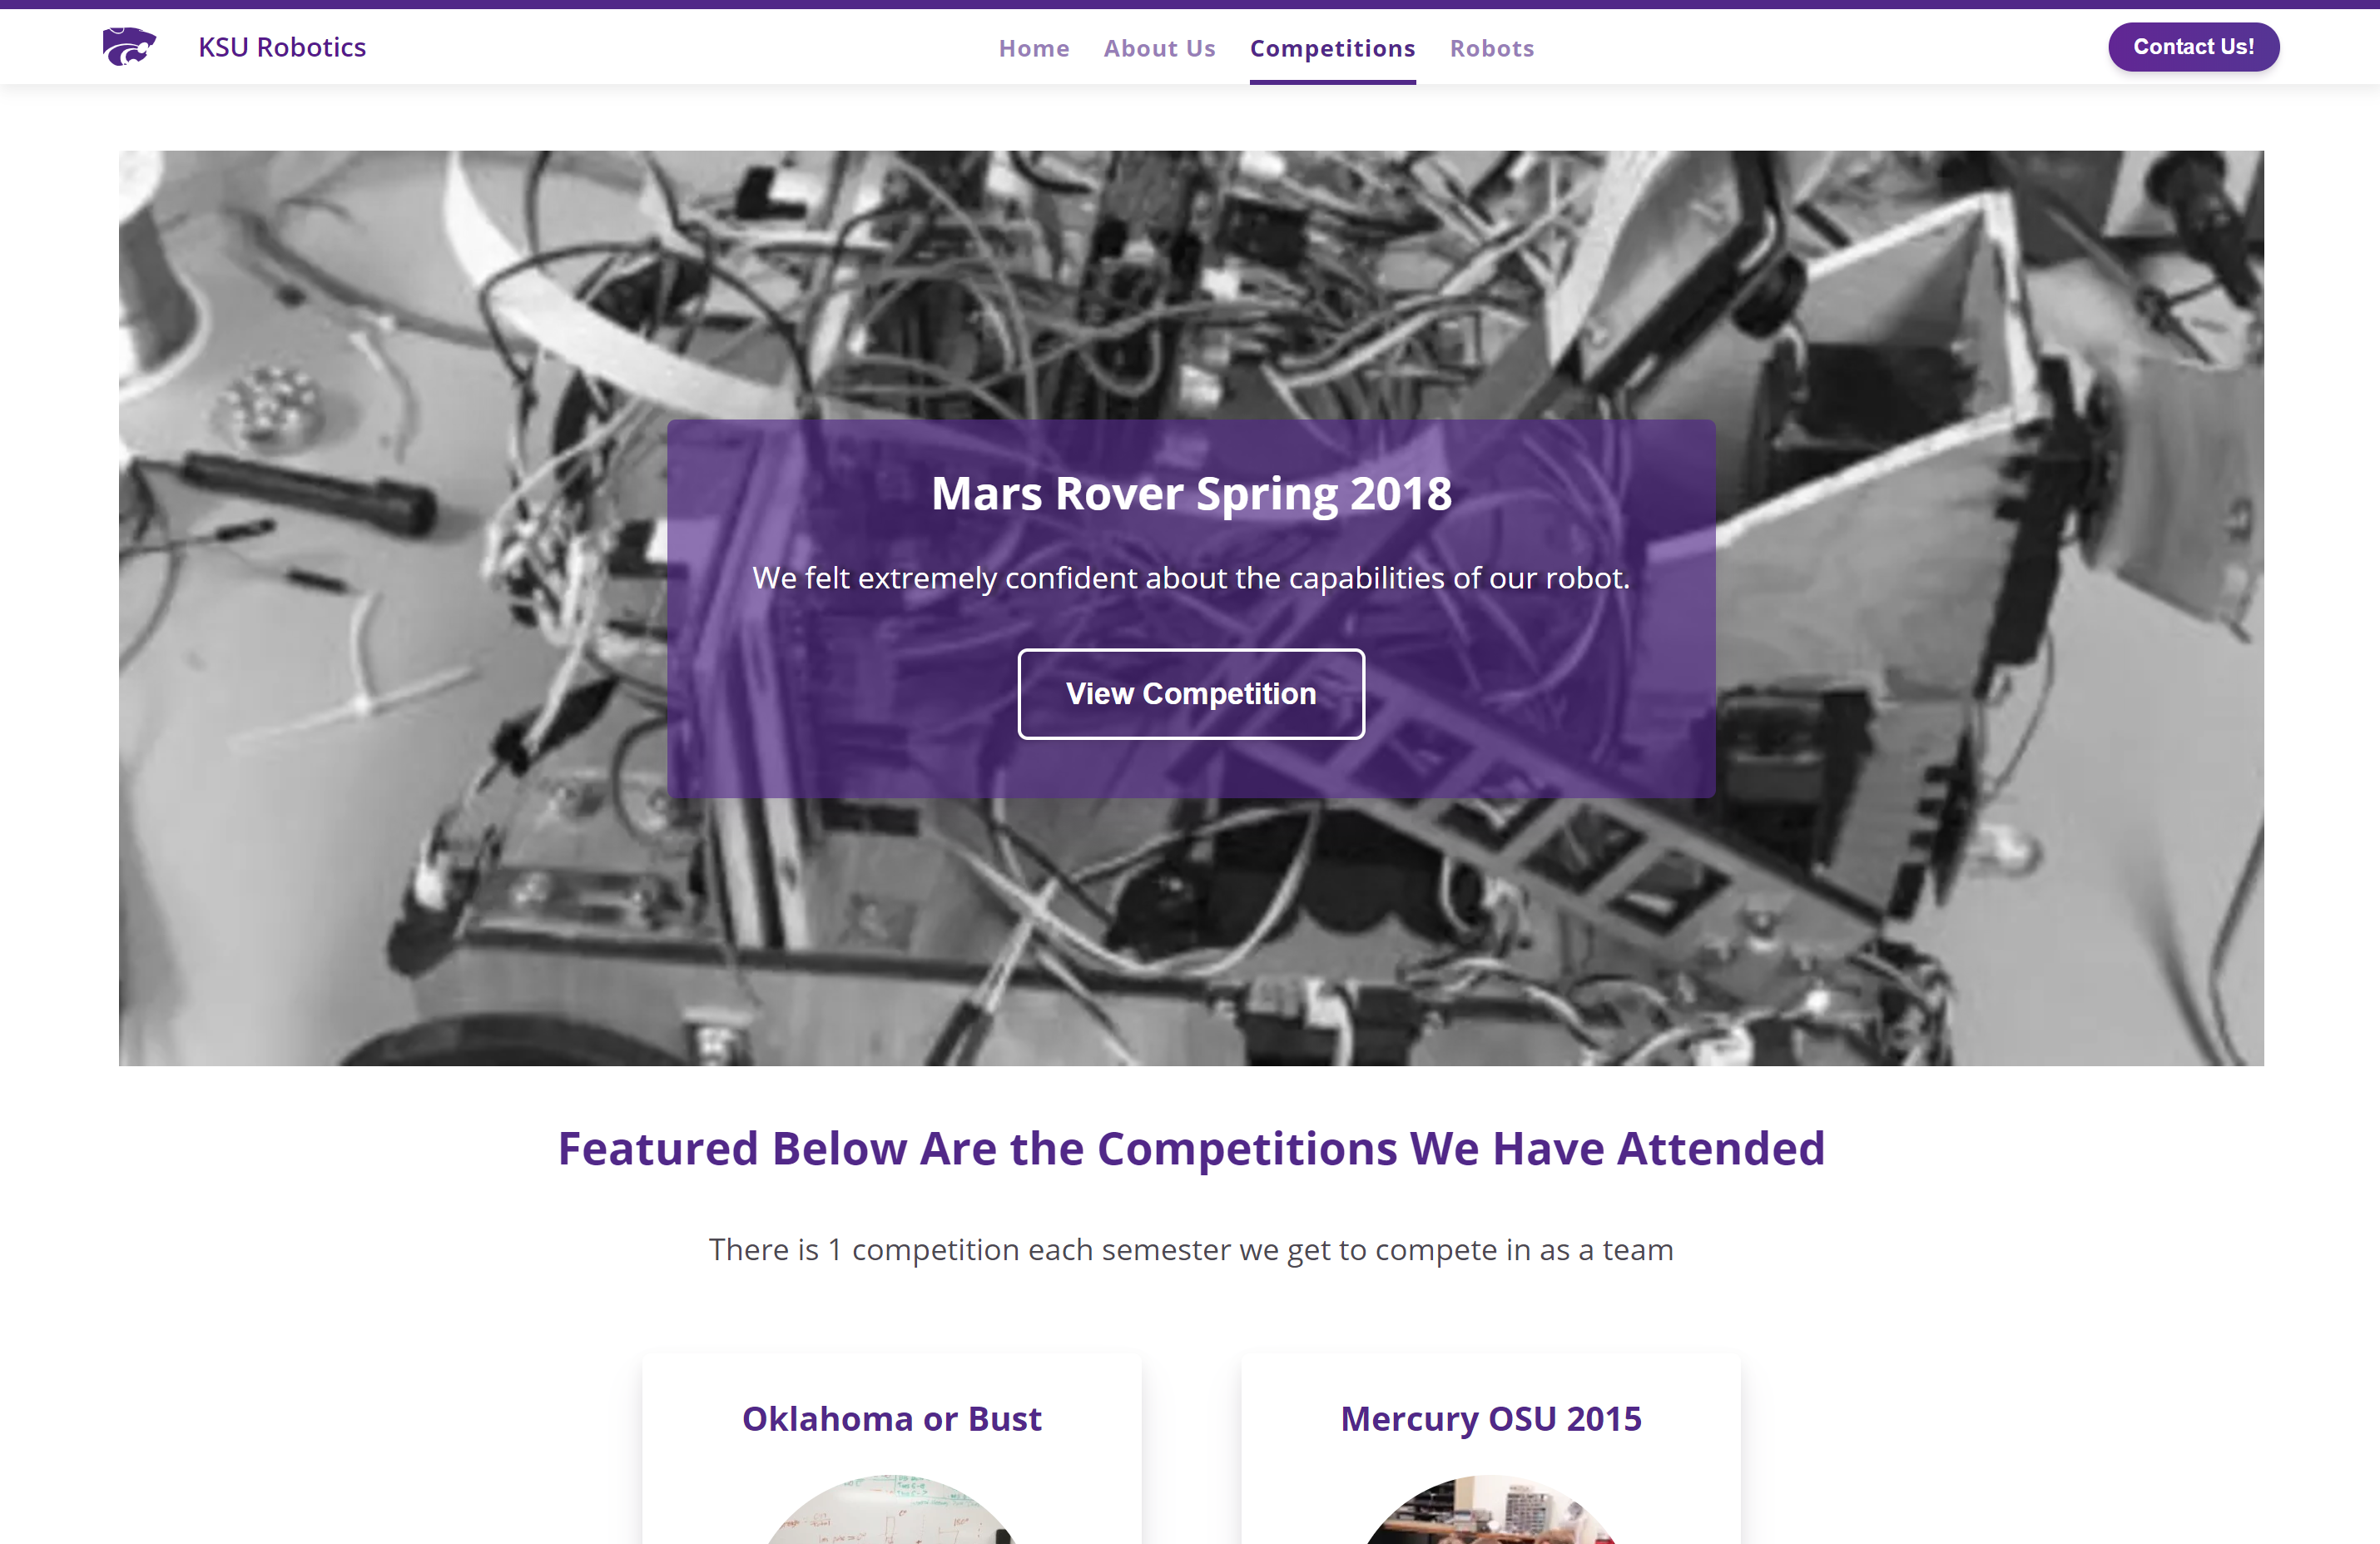 KSU Robotics
Home
About Us
Competitions
Robots
Contact Us!
Mars Rover Spring 2018
We felt extremely confident about the capabilities of our robot.
View Competition
Featured Below Are the Competitions We Have Attended
There is 1 competition each semester we get to compete in as a team
Oklahoma or Bust
Mercury OSU 2015